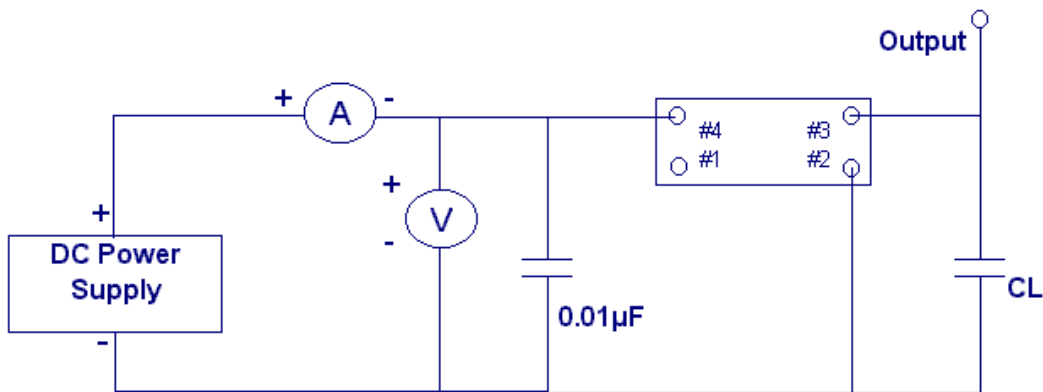 Output
+ A -
#4 #3
#1 #2
+
V
-
+
DC Power
Supply
-
0.01µF
CL